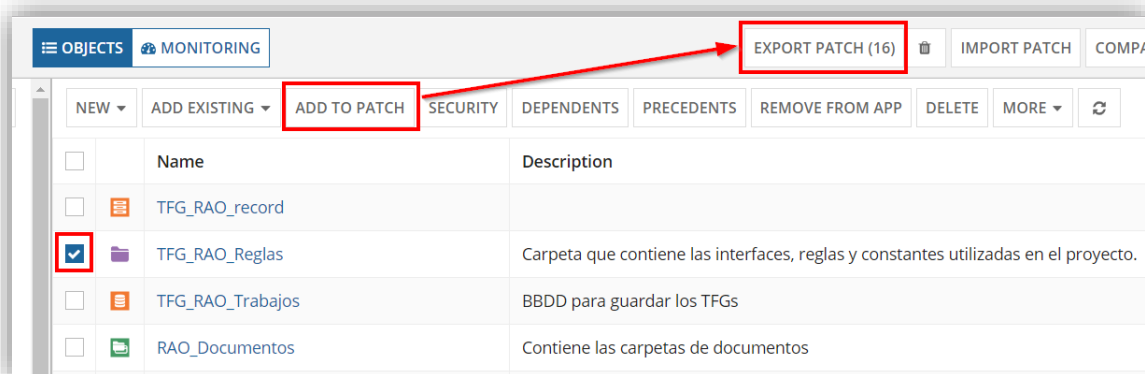 OBJECTS MONITORING EXPORT PATCH (16) IMPORT PATCH COMPA
NEW ADD EXISTING ADD TO PATCH SECURITY DEPENDENTS PRECEDENTS REMOVE FROM APP DELETE MORE
Name Description
TFG_RAO_record
TFG_RAO_Reglas Carpeta que contiene las interfaces, reglas y constantes utilizadas en el proyecto.
TFG_RAO_Trabajos BBDD para guardar los TFGs
RAO_Documentos Contiene las carpetas de documentos